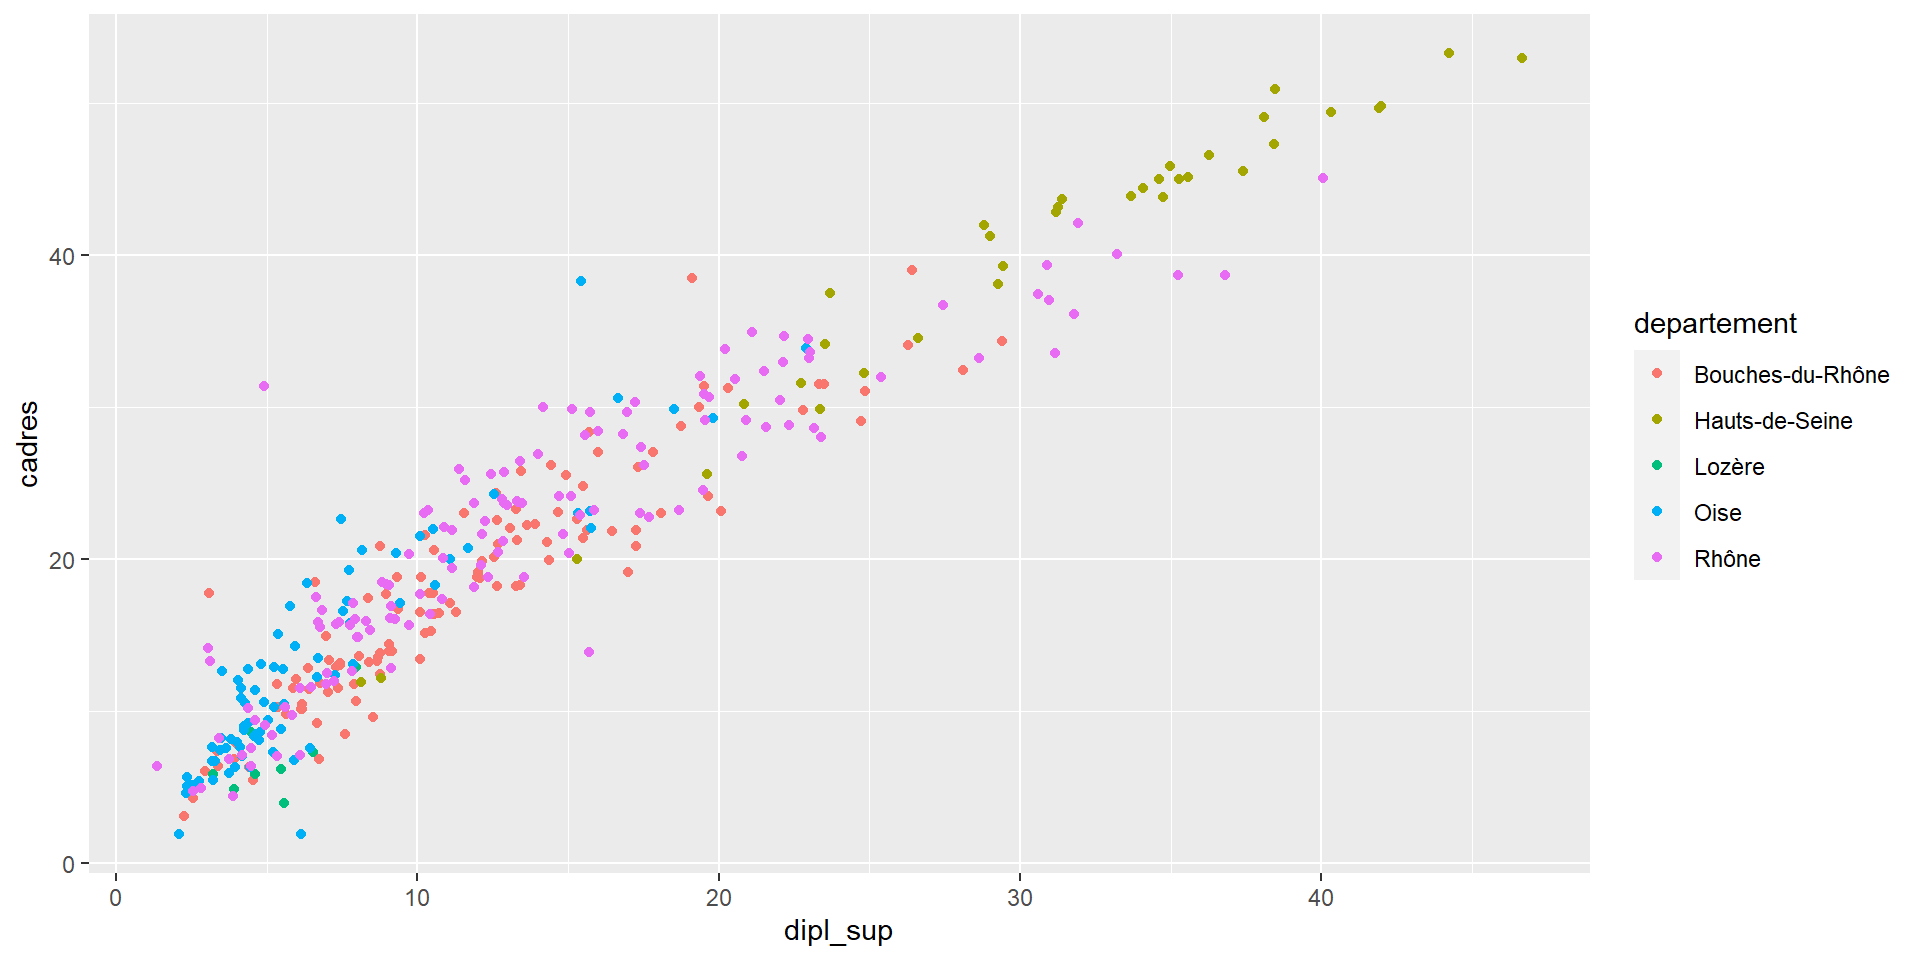 cadres
40
20
0
0
10
20
30
40
dipl_sup
departement
Bouches-du-Rhône
Hauts-de-Seine
Lozère
Oise
Rhône